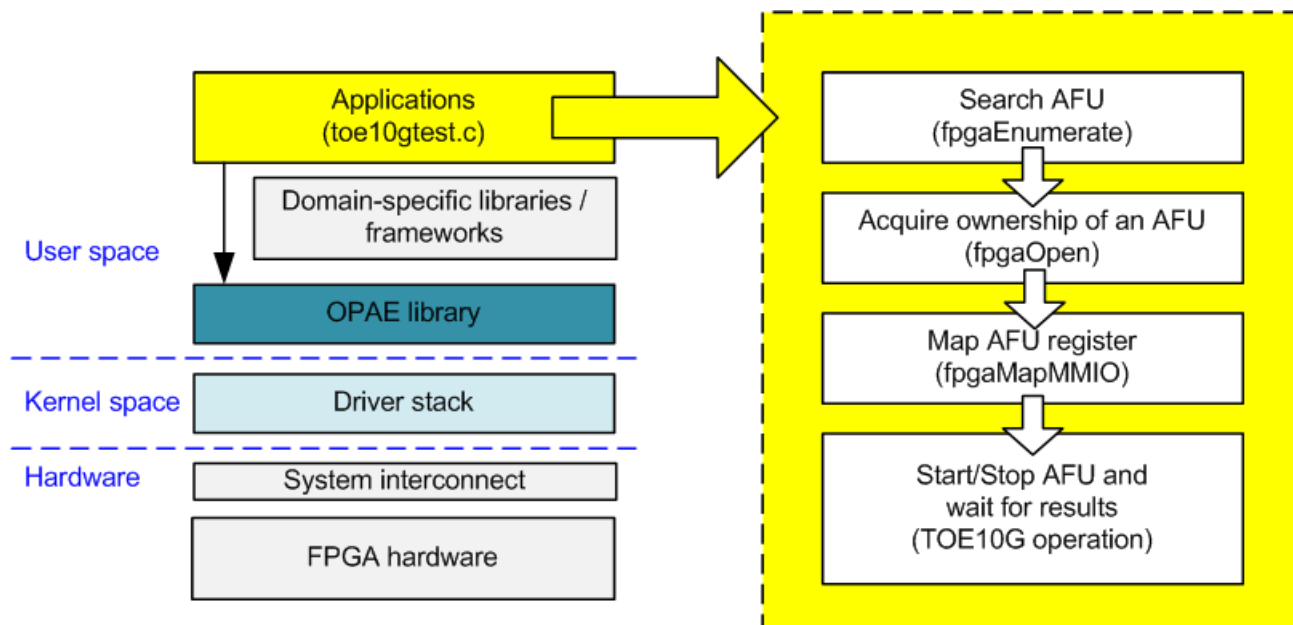 Applications
(toe10gtest.c)
Domain-specific libraries /
frameworks
User space
OPAE library
Kernel space
Driver stack
Hardware
System interconnect
FPGA hardware
Search AFU
(fpgaEnumerate)
Acquire ownership of an AFU
(fpgaOpen)
Map AFU register
(fpgaMapMMIO)
Start/Stop AFU and
wait for results
(TOE10G operation)